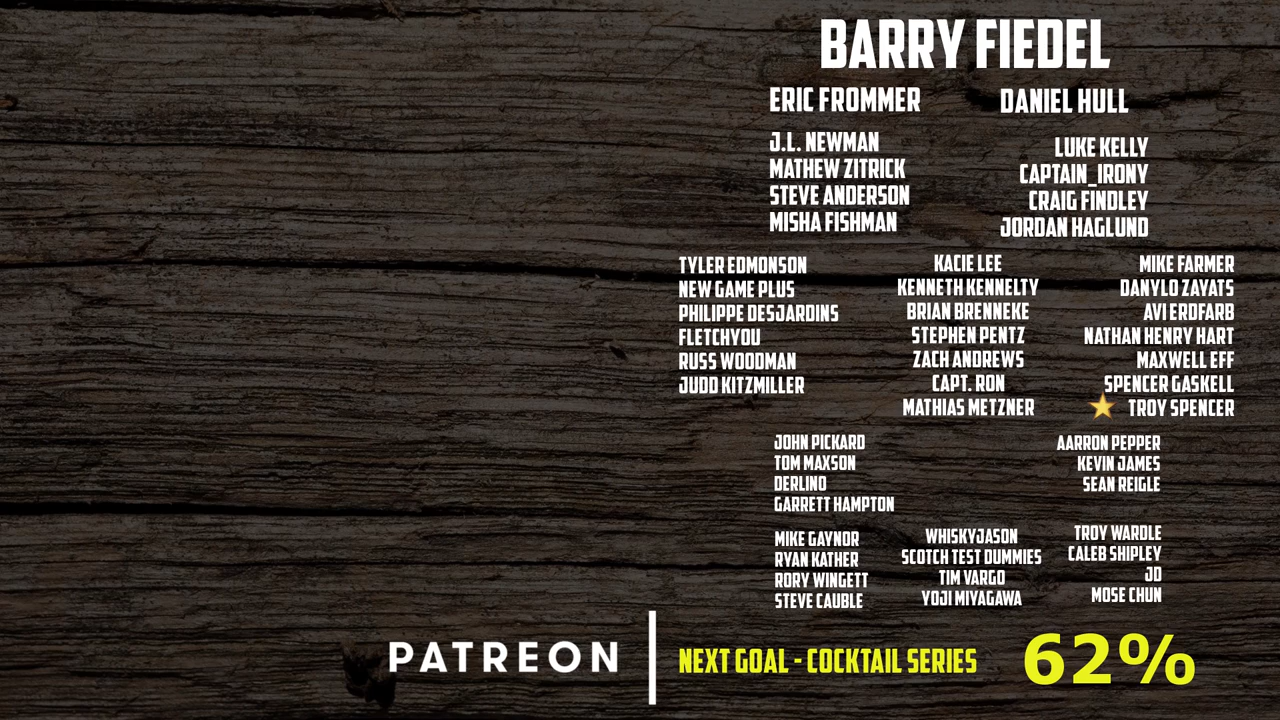 BARRY FIEDEL
ERIC FROMMER
DANIEL HULL
J.L. NEWMAN
MATHEW ZITRICK
STEVE ANDERSON
MISHA FISHMAN
LUKE KELLY
CAPTAIN_IRONY
CRAIG FINDLEY
JORDAN HAGLUND
TYLER EDMONSON
NEW GAME PLUS
PHILIPPE DESJARDINS
FLETCHYOU
RUSS WOODMAN
JUDD KITZMILLER
KACIE LEE
KENNETH KENNELTY
BRIAN BRENNEKE
STEPHEN PENTZ
ZACH ANDREWS
CAPT. RON
MATHIAS METZNER
MIKE FARMER
DANYLO ZAYATS
AVI ERDFARB
NATHAN HENRY HART
MAXWELL EFF
SPENCER GASKELL
TROY SPENCER
JOHN PICKARD
TOM MAXSON
DERLINO
GARRETT HAMPTON
AARRON PEPPER
KEVIN JAMES
SEAN REIGLE
MIKE GAYNOR
RYAN KATHER
RORY WINGETT
STEVE CAUBLE
WHISKYJASON
SCOTCH TEST DUMMIES
TIM VARGO
YOJI MIYAGAWA
TROY WARDLE
CALEB SHIPLEY
JD
MOSE CHUN
PATREON
NEXT GOAL - COCKTAIL SERIES
62%